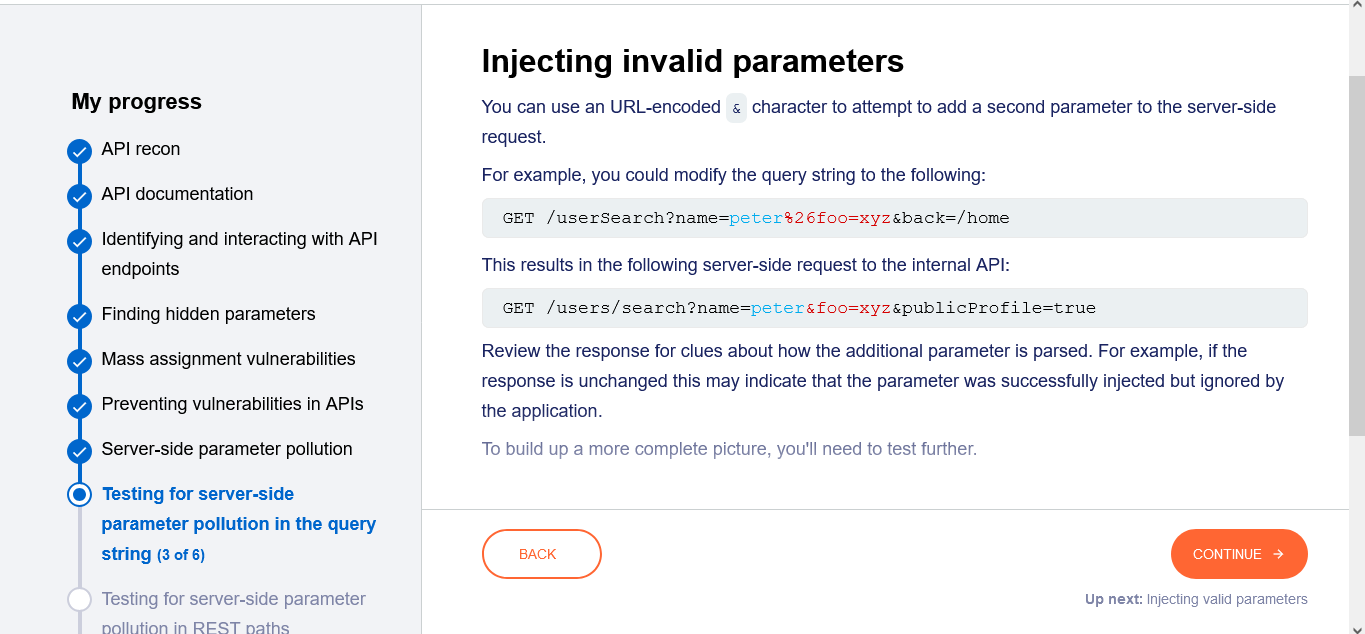 My progress
API recon
API documentation
Identifying and interacting with API
endpoints
Finding hidden parameters
Mass assignment vulnerabilities
Preventing vulnerabilities in APIs
Server-side parameter pollution
Testing for server-side
parameter pollution in the query
string (3 of 6)
Testing for server-side parameter
pollution in REST paths
Injecting invalid parameters
You can use an URL-encoded & character to attempt to add a second parameter to the server-side
request.
For example, you could modify the query string to the following:
GET /userSearch?name=peter%26foo=xyz&back=/home
This results in the following server-side request to the internal API:
GET /users/search?name=peter&foo=xyz&publicProfile=true
Review the response for clues about how the additional parameter is parsed. For example, if the
response is unchanged this may indicate that the parameter was successfully injected but ignored by
the application.
To build up a more complete picture, you'll need to test further.
BACK
CONTINUE →
Up next: Injecting valid parameters